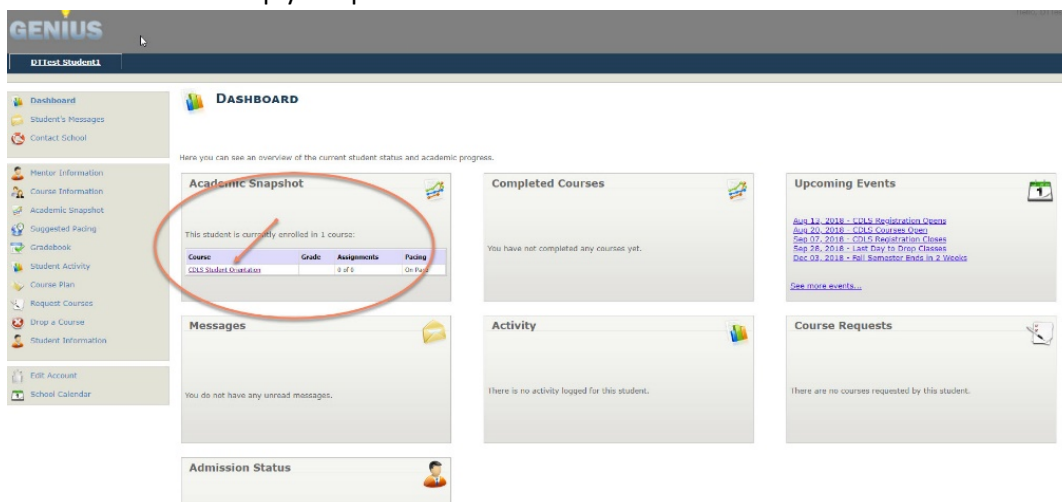 GENIUS
DTTest Student1
Dashboard
Student's Messages
Contact School
Mentor Information
Course Information
Academic Snapshot
Suggested Pacing
Gradebook
Student Activity
Course Plan
Request Courses
Drop a Course
Student Information
Edit Account
School Calendar
DASHBOARD
Here you can see an overview of the current student status and academic progress.
Academic Snapshot
This student is currently enrolled in 1 course:
Course Grade Assignments Pacing
CDLS Student Orientation 0 of 0 On Pace
Completed Courses
You have not completed any courses yet.
Upcoming Events
Aug 13, 2018 - CDLS Registration Opens
Aug 20, 2018 - CDLS Courses Open
Sep 07, 2018 - CDLS Registration Closes
Sep 28, 2018 - Last Day to Drop Classes
Dec 03, 2018 - Fall Semester Ends in 2 Weeks
See more events...
Messages
You do not have any unread messages.
Activity
There is no activity logged for this student.
Course Requests
There are no courses requested by this student.
Admission Status